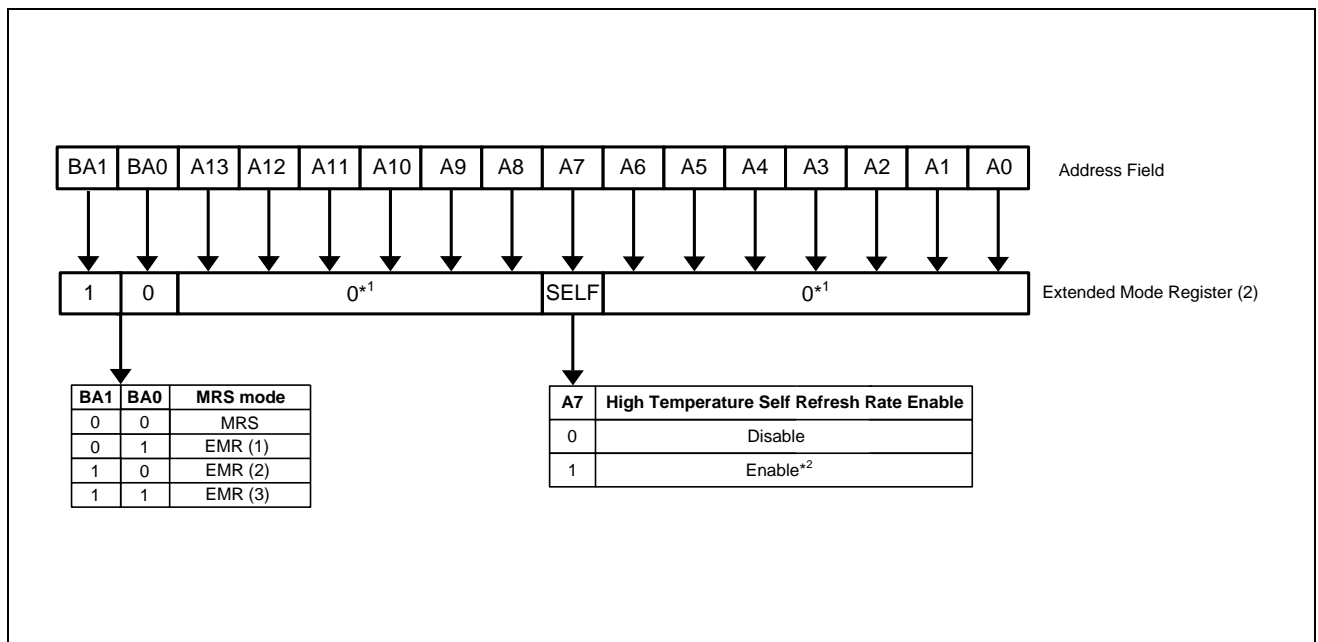 BA1 BA0 A13 A12 A11 A10 A9 A8 A7 A6 A5 A4 A3 A2 A1 A0 Address Field
1 0 0*1 SELF 0*1 Extended Mode Register (2)
BA1 BA0 MRS mode
0 0 MRS
0 1 EMR (1)
1 0 EMR (2)
1 1 EMR (3)
A7 High Temperature Self Refresh Rate Enable
0 Disable
1 Enable*2